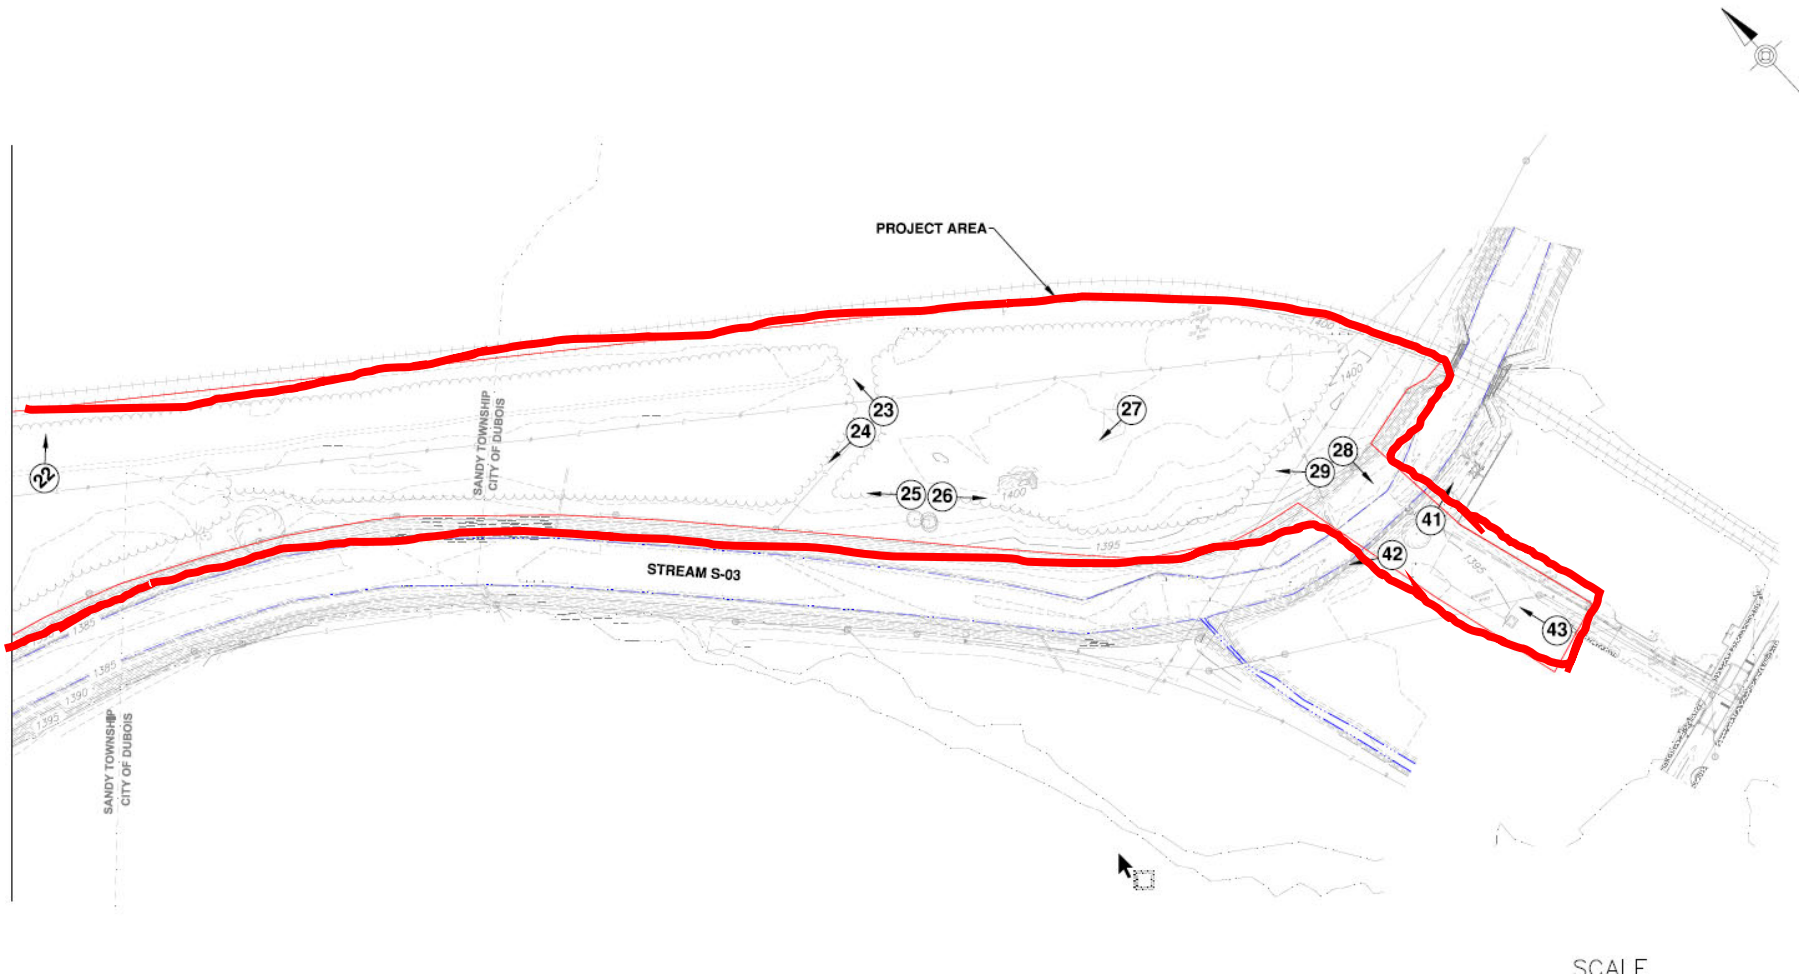 PROJECT AREA
1400
1400
SANDY TOWNSHIP
CITY OF DUBOIS
23
27
24
22
28
29
25
26
1400
41
1395
42
1395
STREAM S-03
43
1385
1385
1390
1395
SANDY TOWNSHIP
CITY OF DUBOIS
SCALE